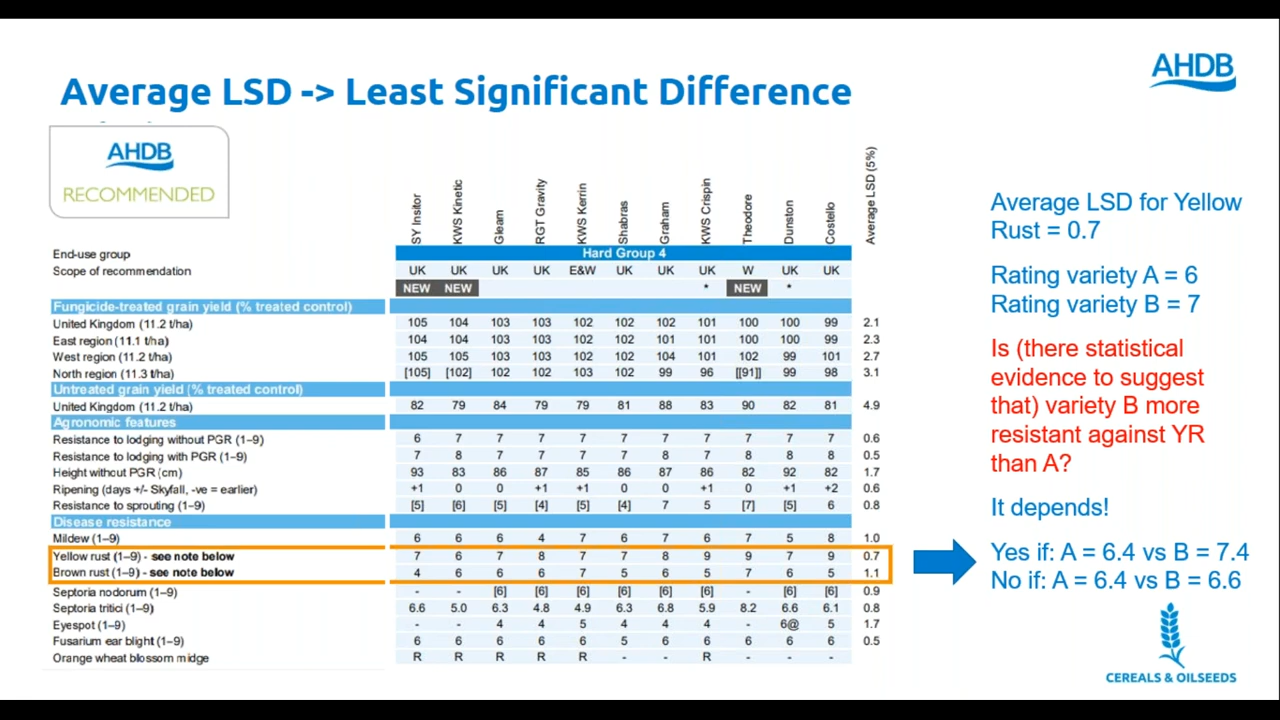 Average LSD -> Least Significant Difference
AHDB
AHDB
RECOMMENDED
SY Insitor KWS Kinetic Gleam RGT Gravity KWS Kerrin Shabras Graham KWS Crispin Theodore Dunston Costello Average LSD (5%)
End-use group Hard Group 4
Scope of recommendation UK UK UK UK E&W UK UK UK W UK UK
NEW NEW * NEW *
Fungicide-treated grain yield (% treated control)
United Kingdom (11.2 t/ha) 105 104 103 103 102 102 102 101 100 100 99 2.1
East region (11.1 t/ha) 104 104 103 103 102 102 101 101 100 100 99 2.3
West region (11.2 t/ha) 105 105 103 103 102 102 104 101 102 99 101 2.7
North region (11.3 t/ha) [105] [102] 102 102 103 102 99 96 [[91]] 99 98 3.1
Untreated grain yield (% treated control)
United Kingdom (11.2 t/ha) 82 79 84 79 79 81 88 83 90 82 81 4.9
Agronomic features
Resistance to lodging without PGR (1-9) 6 7 7 7 7 7 7 7 7 7 7 0.6
Resistance to lodging with PGR (1-9) 7 8 7 7 7 7 8 7 8 8 8 0.5
Height without PGR (cm) 93 83 86 87 85 86 87 86 82 92 82 1.7
Ripening (days +/- Skyfall, -ve = earlier) +1 0 0 +1 +1 0 0 +1 0 +1 +2 0.6
Resistance to sprouting (1-9) [5] [6] [5] [4] [5] [4] 7 5 [7] [5] 6 0.8
Disease resistance
Mildew (1-9) 6 6 6 4 7 6 7 6 7 5 8 1.0
Yellow rust (1-9) - see note below 7 6 7 8 7 7 8 9 9 7 9 0.7
Brown rust (1-9) - see note below 4 6 6 6 7 5 6 5 7 6 5 1.1
Septoria nodorum (1-9) - - [6] [6] [6] [6] [6] [6] - [6] [6] 0.9
Septoria tritici (1-9) 6.6 5.0 6.3 4.8 4.9 6.3 6.8 5.9 8.2 6.6 6.1 0.8
Eyespot (1-9) - - 4 4 5 4 4 4 - 6@ 5 1.7
Fusarium ear blight (1-9) 6 6 6 6 6 5 6 6 6 6 6 0.5
Orange wheat blossom midge R R R R R - - R - - -
Average LSD for Yellow
Rust = 0.7
Rating variety A = 6
Rating variety B = 7
Is (there statistical
evidence to suggest
that) variety B more
resistant against YR
than A?
It depends!
Yes if: A = 6.4 vs B = 7.4
No if: A = 6.4 vs B = 6.6
CEREALS & OILSEEDS